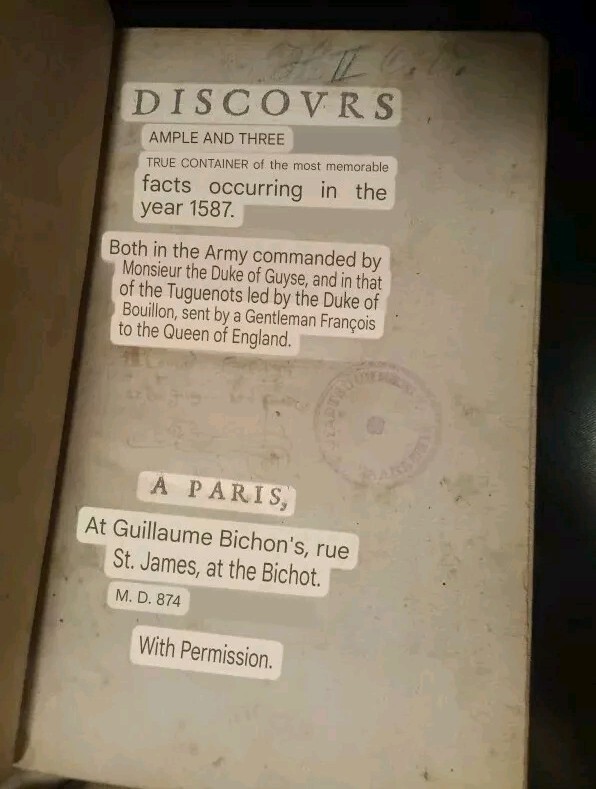 DISCOVRS
AMPLE AND THREE
TRUE CONTAINER of the most memorable
facts occurring in the
year 1587.
Both in the Army commanded by
Monsieur the Duke of Guyse, and in that
of the Tuguenots led by the Duke of
Bouillon, sent by a Gentleman François
to the Queen of England.
A PARIS,
At Guillaume Bichon's, rue
St. James, at the Bichot.
M. D. 874
With Permission.